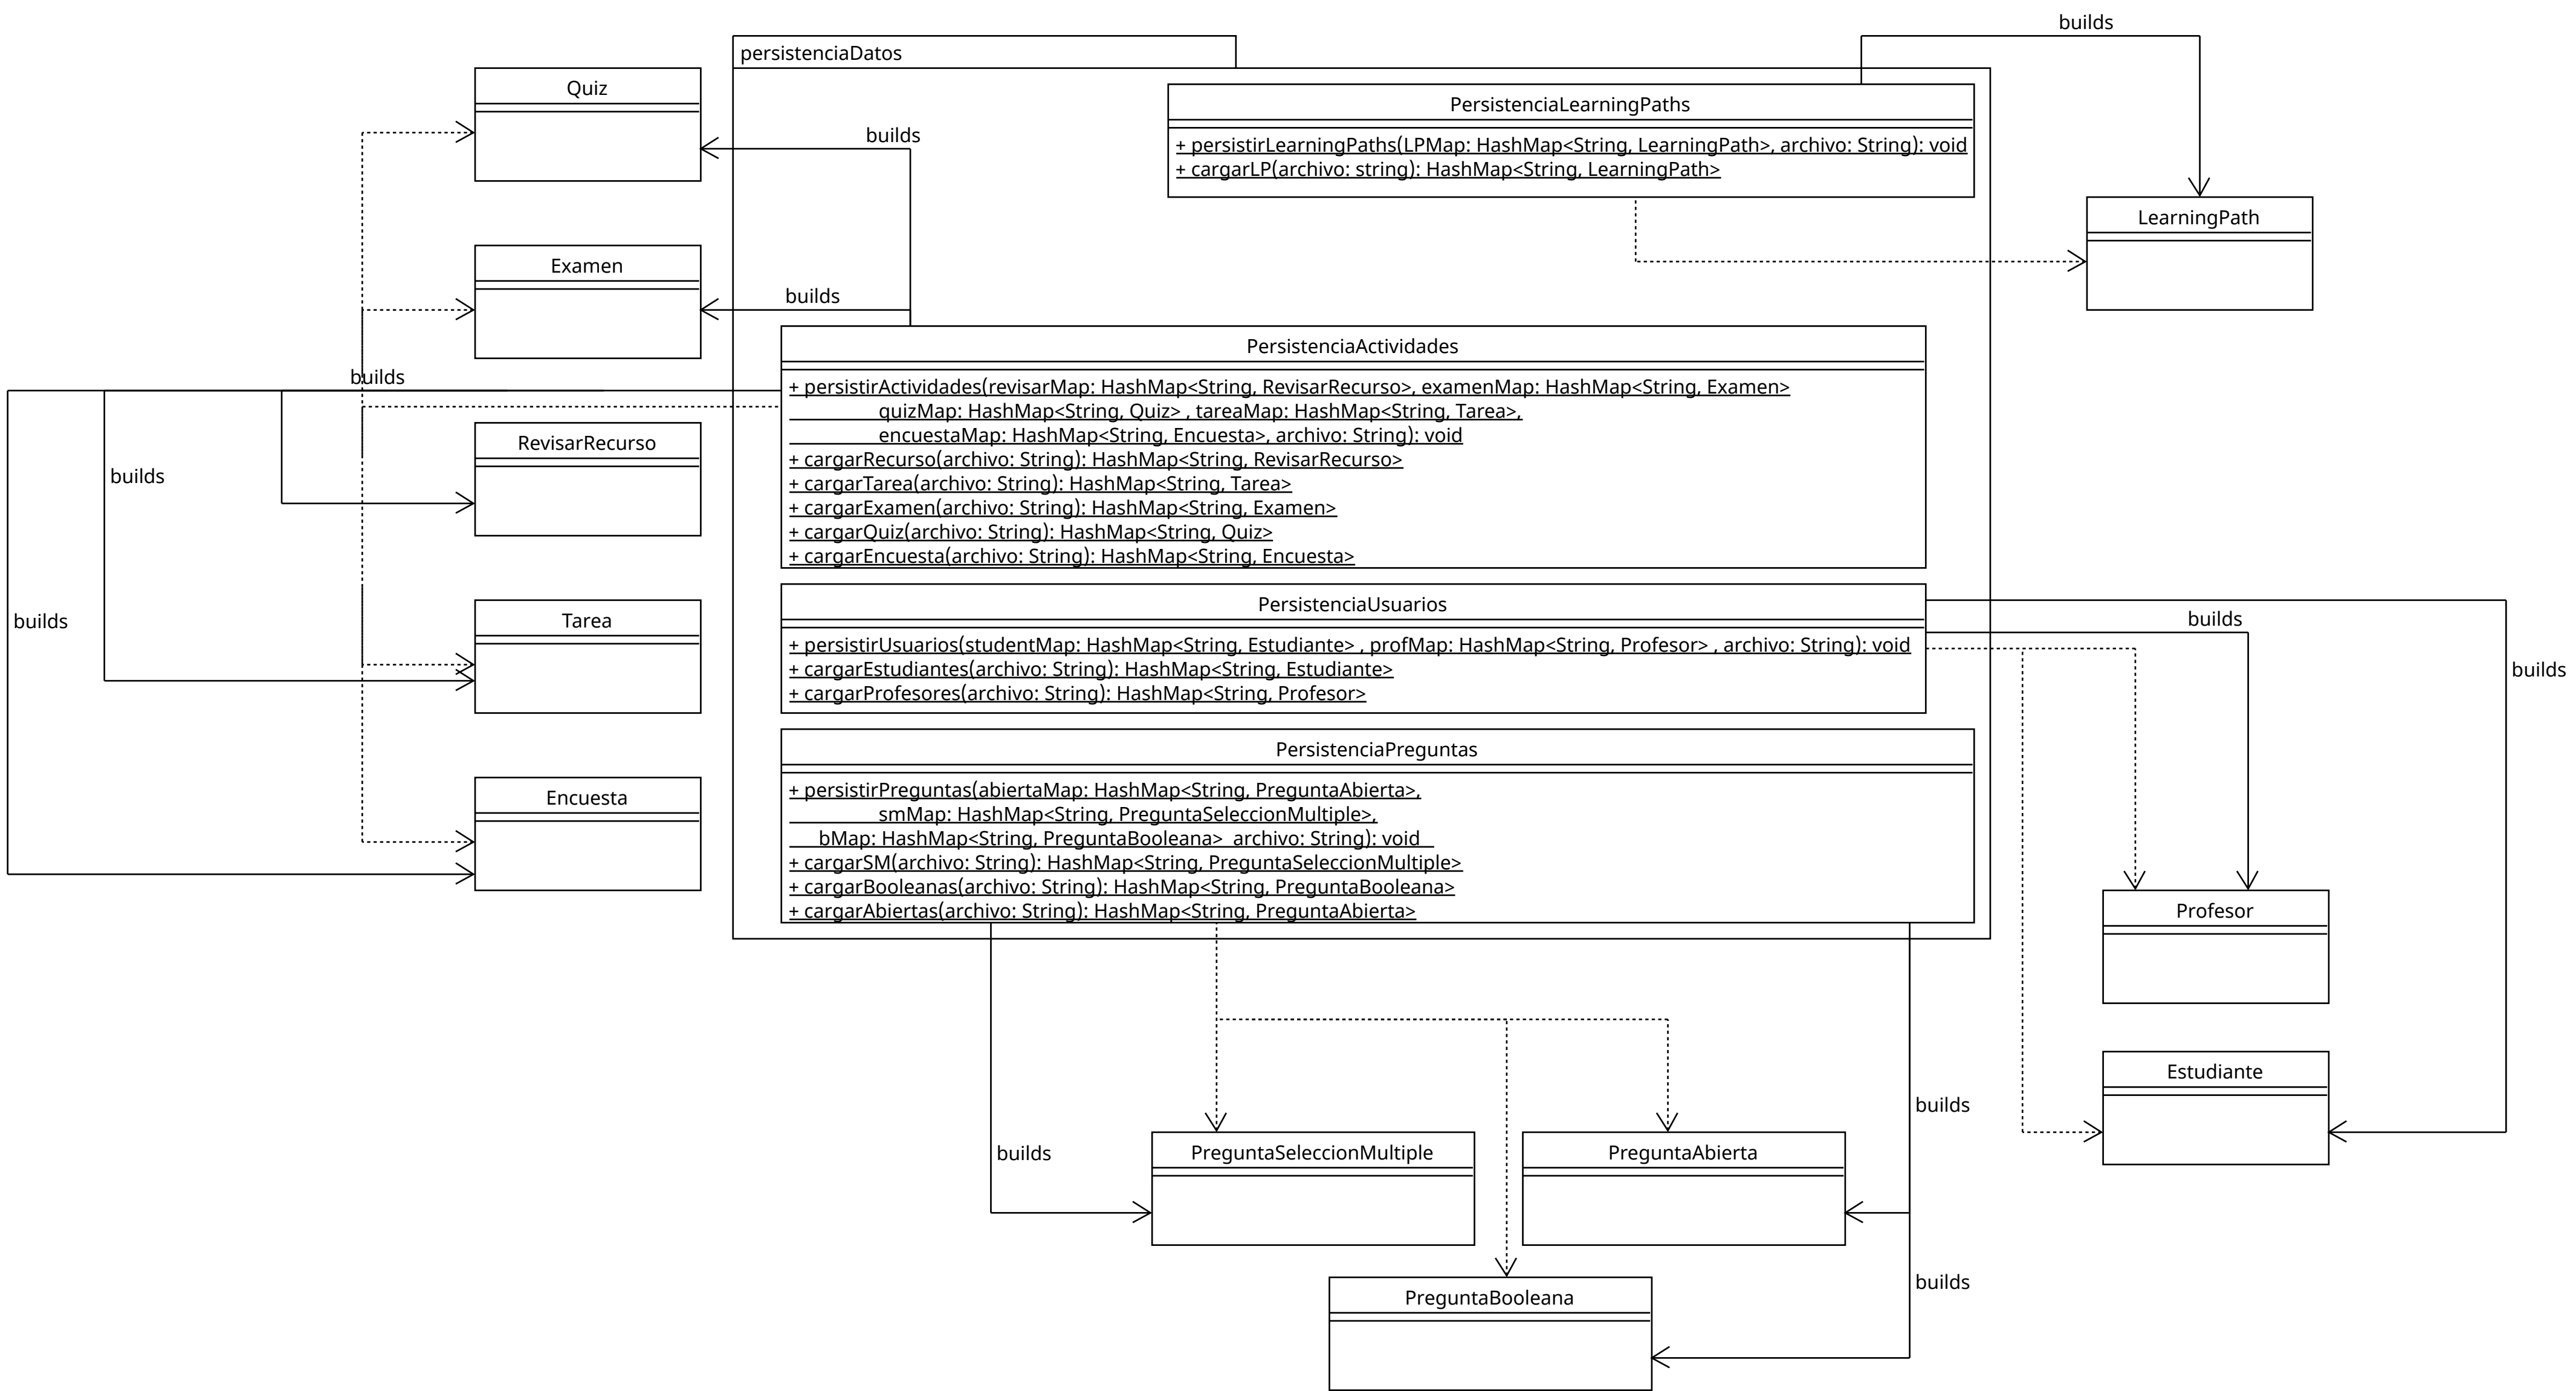 builds
persistenciaDatos
Quiz
PersistenciaLearningPaths
+ persistirLearningPaths(LPMap: HashMap<String, LearningPath>, archivo: String): void
+ cargarLP(archivo: string): HashMap<String, LearningPath>
builds
LearningPath
Examen
builds
PersistenciaActividades
+ persistirActividades(revisarMap: HashMap<String, RevisarRecurso>, examenMap: HashMap<String, Examen>
quizMap: HashMap<String, Quiz> , tareaMap: HashMap<String, Tarea>,
encuestaMap: HashMap<String, Encuesta>, archivo: String): void
+ cargarRecurso(archivo: String): HashMap<String, RevisarRecurso>
+ cargarTarea(archivo: String): HashMap<String, Tarea>
+ cargarExamen(archivo: String): HashMap<String, Examen>
+ cargarQuiz(archivo: String): HashMap<String, Quiz>
+ cargarEncuesta(archivo: String): HashMap<String, Encuesta>
builds
RevisarRecurso
builds
builds
Tarea
PersistenciaUsuarios
+ persistirUsuarios(studentMap: HashMap<String, Estudiante> , profMap: HashMap<String, Profesor> , archivo: String): void
+ cargarEstudiantes(archivo: String): HashMap<String, Estudiante>
+ cargarProfesores(archivo: String): HashMap<String, Profesor>
builds
builds
PersistenciaPreguntas
+ persistirPreguntas(abiertaMap: HashMap<String, PreguntaAbierta>,
smMap: HashMap<String, PreguntaSeleccionMultiple>,
bMap: HashMap<String, PreguntaBooleana>  archivo: String): void
+ cargarSM(archivo: String): HashMap<String, PreguntaSeleccionMultiple>
+ cargarBooleanas(archivo: String): HashMap<String, PreguntaBooleana>
+ cargarAbiertas(archivo: String): HashMap<String, PreguntaAbierta>
Encuesta
Profesor
Estudiante
builds
builds
PreguntaSeleccionMultiple
PreguntaAbierta
builds
PreguntaBooleana